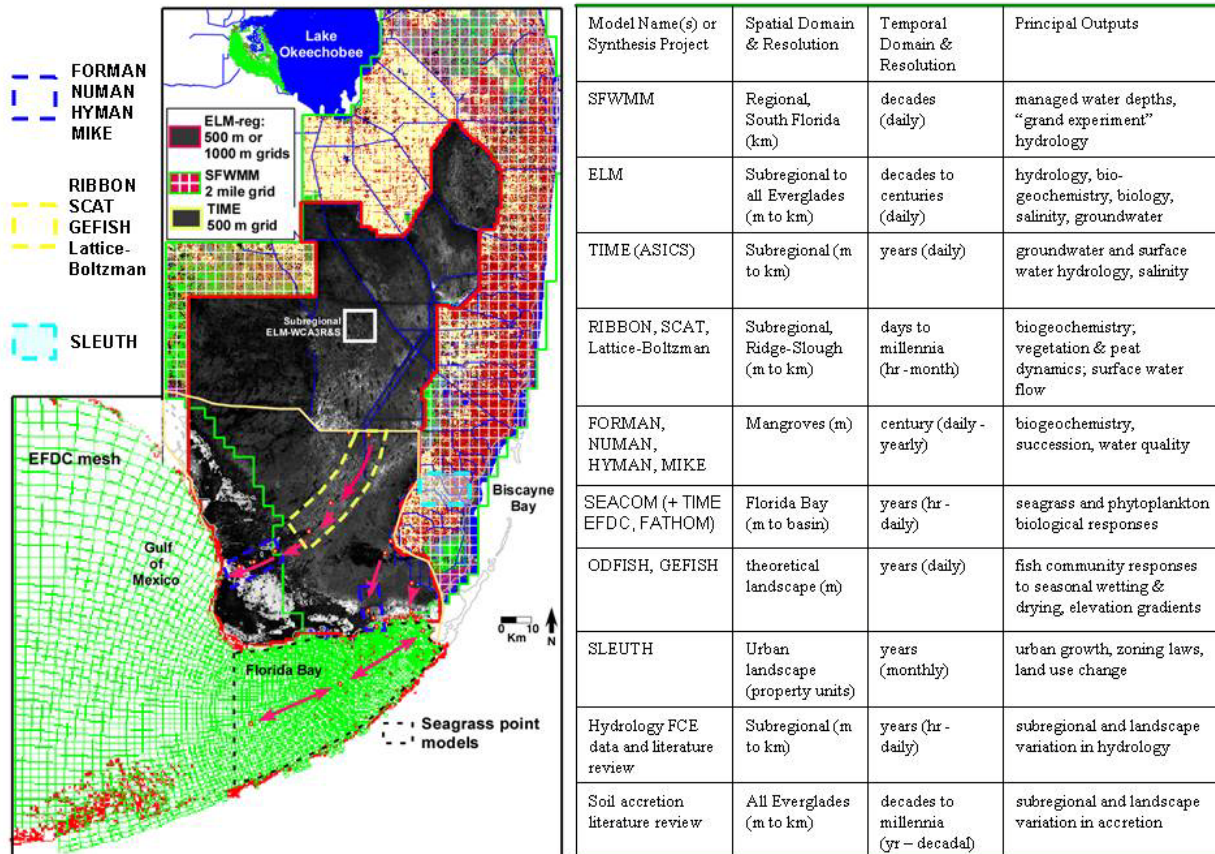 FORMAN
NUMAN
HYMAN
MIKE
RIBBON
SCAT
GEFISH
Lattice-
Boltzman
SLEUTH
Lake
Okeechobee
ELM-reg:
500 m or
1000 m grids
SFWMM
2 mile grid
TIME
500 m grid
Subregional
ELM-WCA3R&S
EFDC mesh
Gulf
of
Mexico
Biscayne
Bay
0 10
Km
N
Florida Bay
Seagrass point
models
Model Name(s) or
Synthesis Project
Spatial Domain
& Resolution
Temporal
Domain &
Resolution
Principal Outputs
SFWMM
Regional,
South Florida
(km)
decades
(daily)
managed water depths,
“grand experiment”
hydrology
ELM
Subregional to
all Everglades
(m to km)
decades to
centuries
(daily)
hydrology, bio-
geochemistry, biology,
salinity, groundwater
TIME (ASICS)
Subregional (m
to km)
years (daily)
groundwater and surface
water hydrology, salinity
RIBBON, SCAT,
Lattice-Boltzman
Subregional,
Ridge-Slough
(m to km)
days to
millennia
(hr - month)
biogeochemistry;
vegetation & peat
dynamics; surface water
flow
FORMAN,
NUMAN,
HYMAN, MIKE
Mangroves (m)
century (daily -
yearly)
biogeochemistry,
succession, water quality
SEACOM (+ TIME
EFDC, FATHOM)
Florida Bay
(m to basin)
years (hr -
daily)
seagrass and phytoplankton
biological responses
ODFISH, GEFISH
theoretical
landscape (m)
years (daily)
fish community responses
to seasonal wetting &
drying, elevation gradients
SLEUTH
Urban
landscape
(property units)
years
(monthly)
urban growth, zoning laws,
land use change
Hydrology FCE
data and literature
review
Subregional (m
to km)
years (hr -
daily)
subregional and landscape
variation in hydrology
Soil accretion
literature review
All Everglades
(m to km)
decades to
millennia
(yr – decadal)
subregional and landscape
variation in accretion